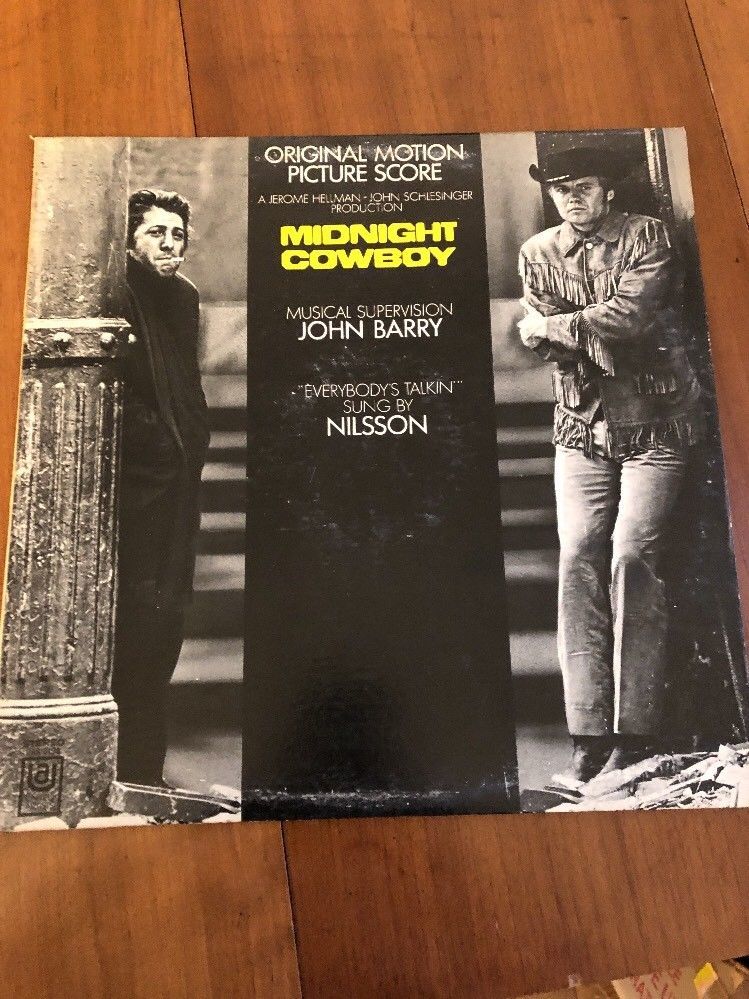 ORIGINAL MOTION
PICTURE SCORE
A JEROME HELLMAN - JOHN SCHLESINGER
PRODUCTION
MIDNIGHT
COWBOY
MUSICAL SUPERVISION
JOHN BARRY
"EVERYBODY'S TALKIN'"
SUNG BY
NILSSON